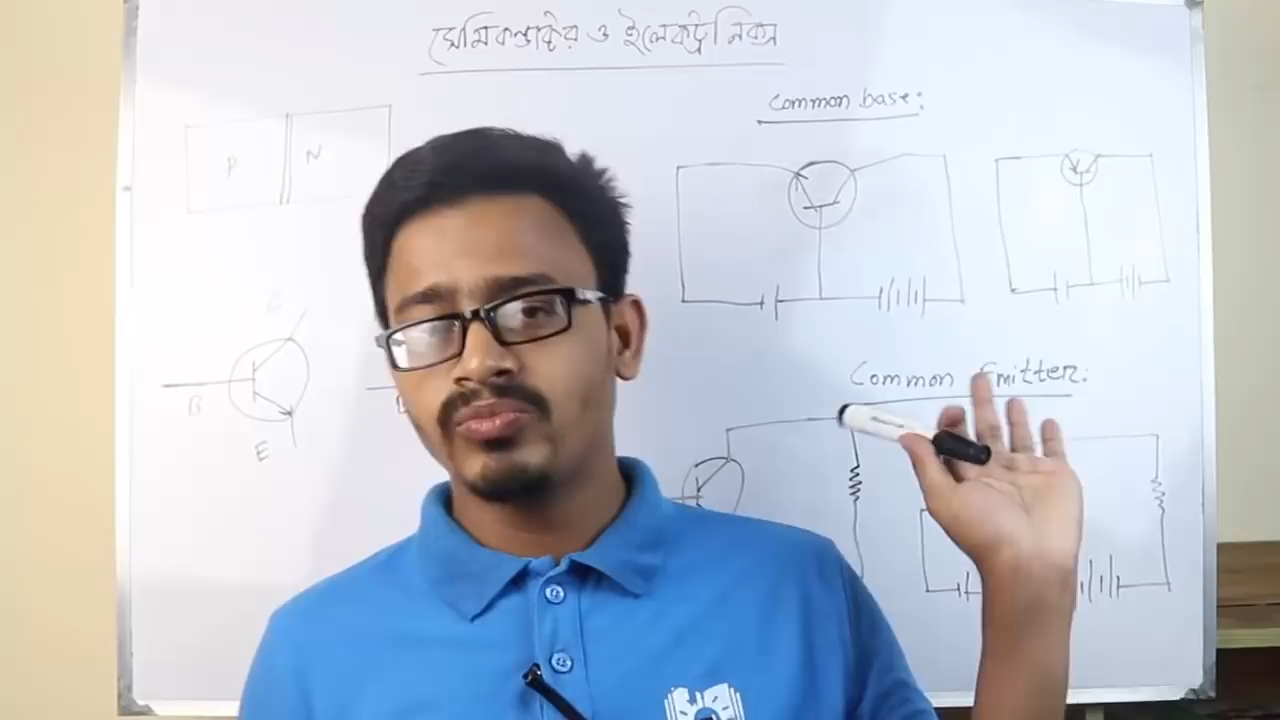 সেমিকন্ডাক্টর ও ইলেকট্রনিক্স
Common base:
P N
Common Emitter:
B
E